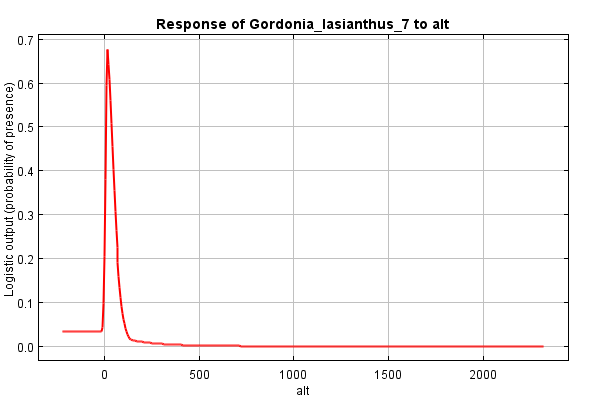 Response of Gordonia_lasianthus_7 to alt
Logistic output (probability of presence)
0.7
0.6
0.5
0.4
0.3
0.2
0.1
0.0
0 500 1000 1500 2000
alt